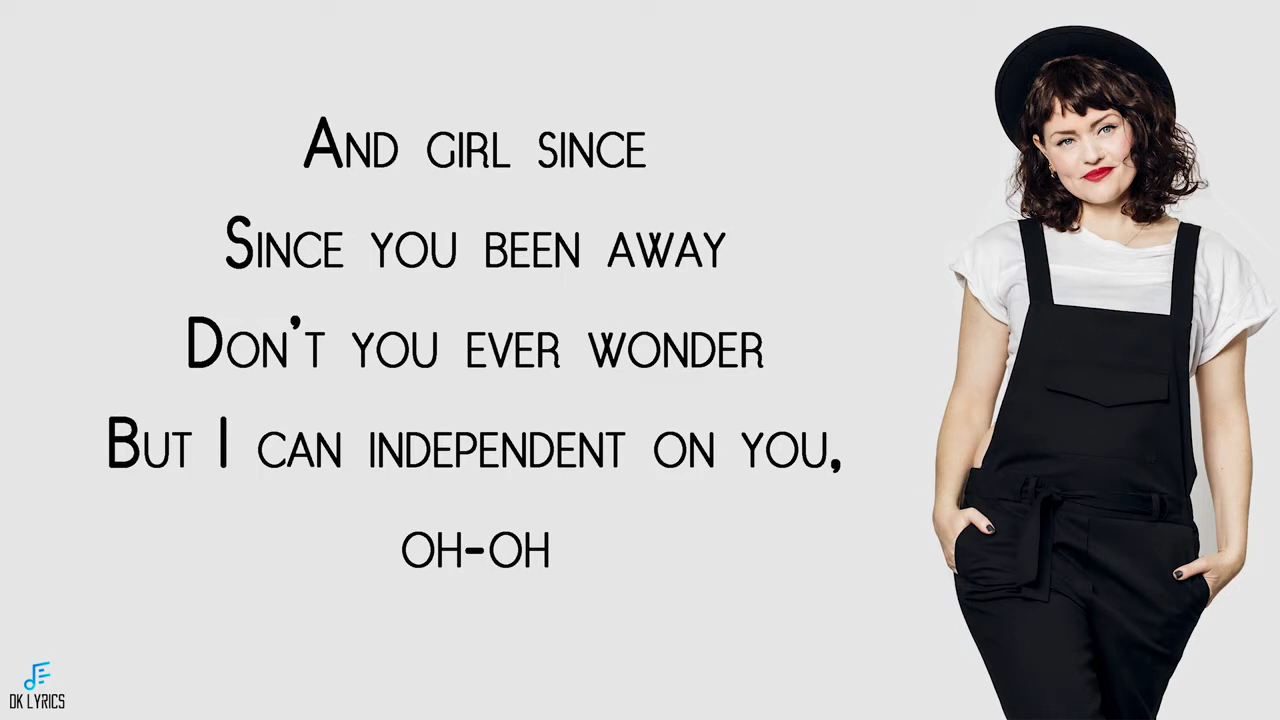 And girl since
Since you been away
Don't you ever wonder
But I can independent on you,
oh-oh
DK LYRICS